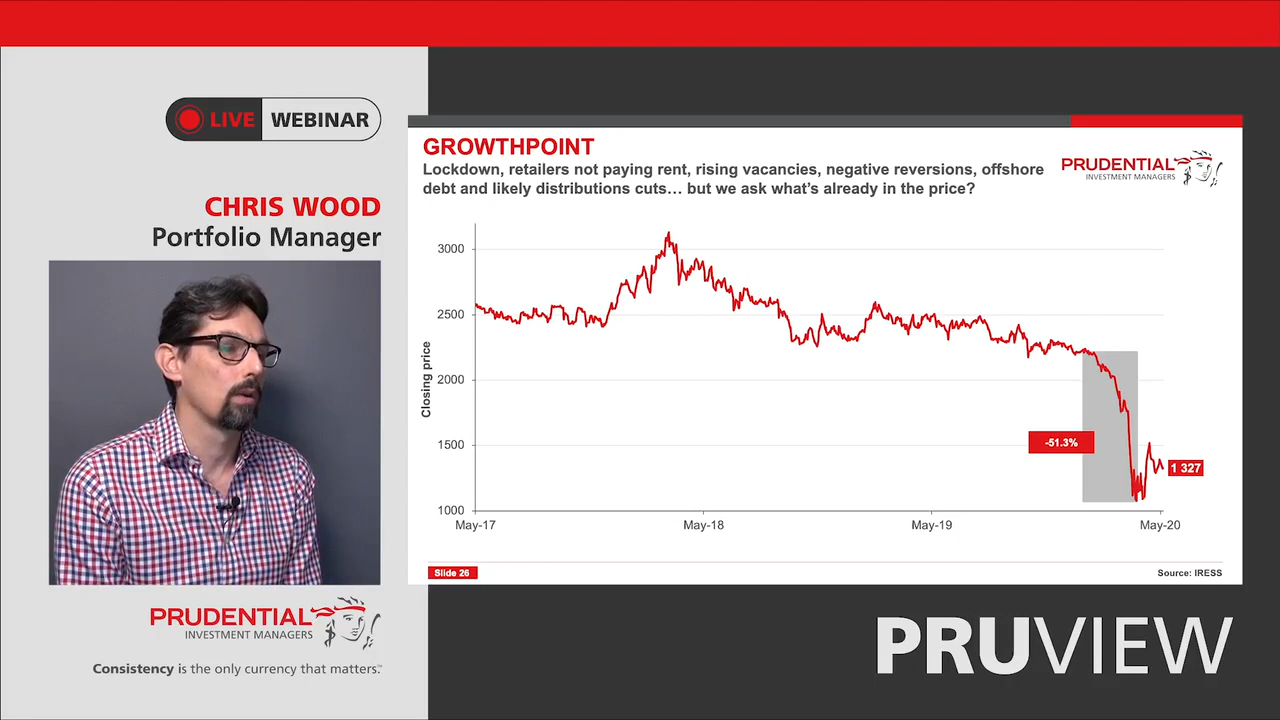 LIVE WEBINAR
CHRIS WOOD
Portfolio Manager
PRUDENTIAL
INVESTMENT MANAGERS
Consistency is the only currency that matters.™
GROWTHPOINT
Lockdown, retailers not paying rent, rising vacancies, negative reversions, offshore
debt and likely distributions cuts… but we ask what's already in the price?
PRUDENTIAL
INVESTMENT MANAGERS
Closing price
3000
2500
2000
1500
1000
-51.3%
1 327
May-17
May-18
May-19
May-20
Slide 26
Source: IRESS
PRUVIEW